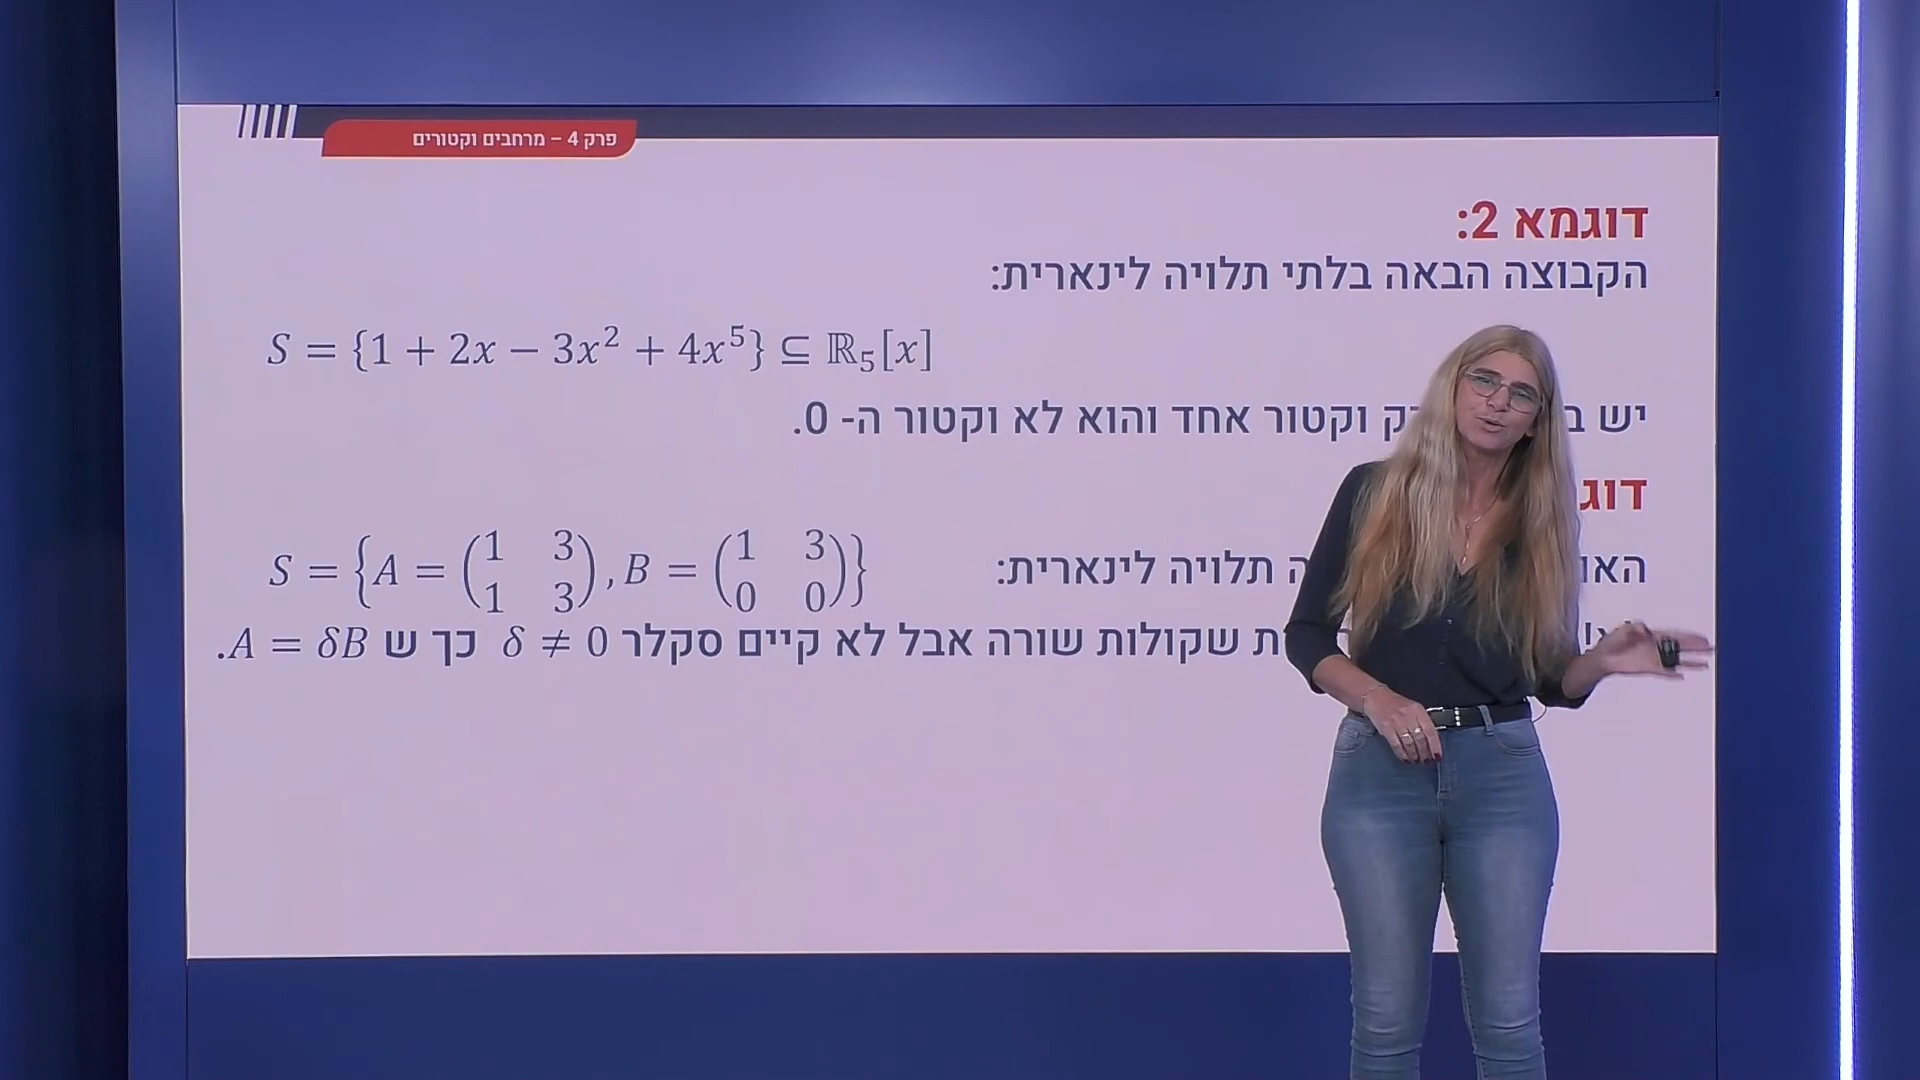 פרק 4 – מרחבים וקטורים
דוגמא 2:
הקבוצה הבאה בלתי תלויה לינארית:
S = {1 + 2x − 3x² + 4x⁵} ⊆ ℝ₅[x]
יש וקטור אחד והוא לא וקטור ה- 0.
תלויה לינארית: S = {A = (1 3; 1 3), B = (1 3; 0 0)}
שקולות שורה אבל לא קיים סקלר δ ≠ 0 כך ש A = δB.